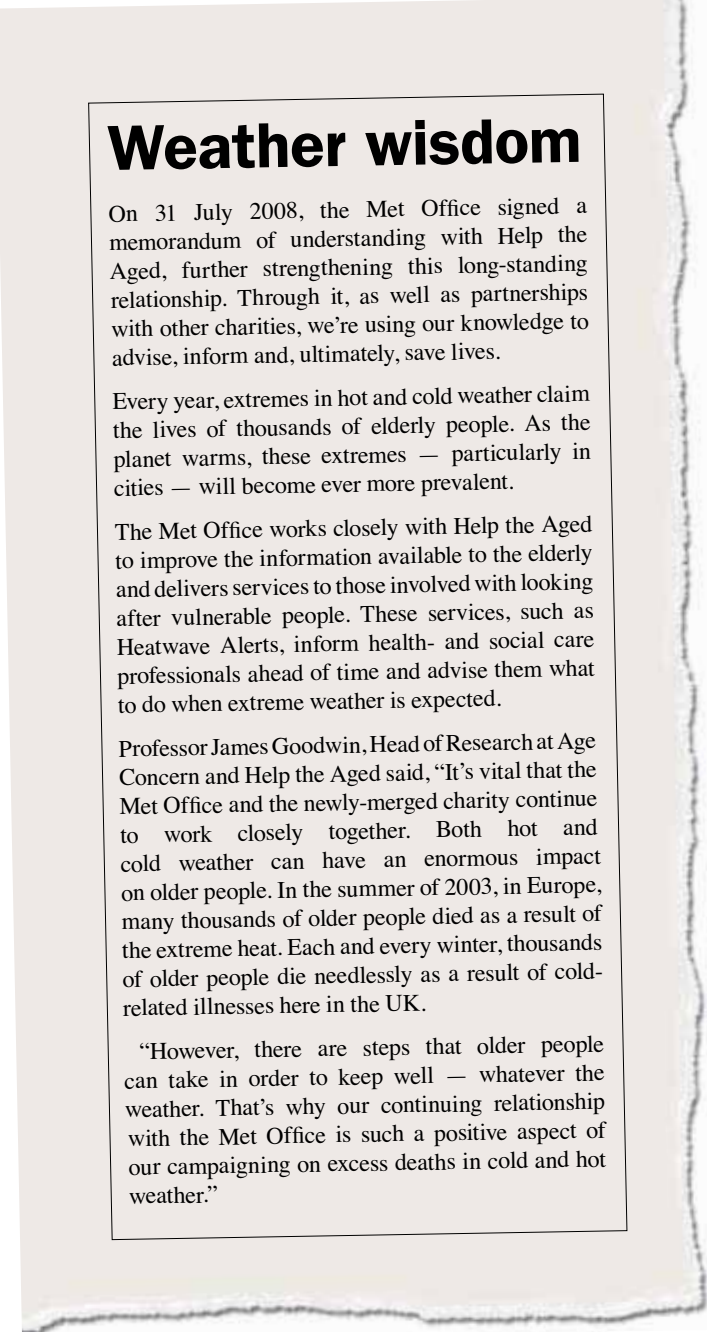 Weather wisdom
On 31 July 2008, the Met Office signed a
memorandum of understanding with Help the
Aged, further strengthening this long-standing
relationship. Through it, as well as partnerships
with other charities, we’re using our knowledge to
advise, inform and, ultimately, save lives.
Every year, extremes in hot and cold weather claim
the lives of thousands of elderly people. As the
planet warms, these extremes — particularly in
cities — will become ever more prevalent.
The Met Office works closely with Help the Aged
to improve the information available to the elderly
and delivers services to those involved with looking
after vulnerable people. These services, such as
Heatwave Alerts, inform health- and social care
professionals ahead of time and advise them what
to do when extreme weather is expected.
Professor James Goodwin, Head of Research at Age
Concern and Help the Aged said, “It’s vital that the
Met Office and the newly-merged charity continue
to work closely together. Both hot and
cold weather can have an enormous impact
on older people. In the summer of 2003, in Europe,
many thousands of older people died as a result of
the extreme heat. Each and every winter, thousands
of older people die needlessly as a result of cold-
related illnesses here in the UK.
“However, there are steps that older people
can take in order to keep well — whatever the
weather. That’s why our continuing relationship
with the Met Office is such a positive aspect of
our campaigning on excess deaths in cold and hot
weather.”